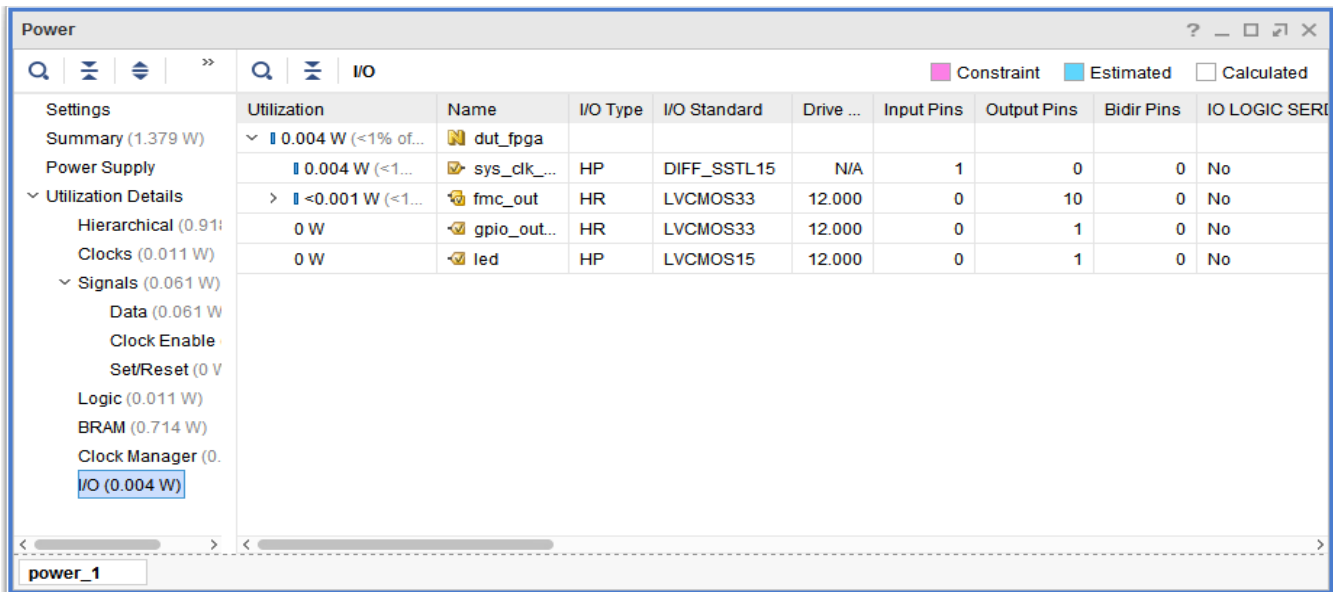 Power
I/O Constraint Estimated Calculated
Settings
Summary (1.379 W)
Power Supply
Utilization Details
Hierarchical (0.918
Clocks (0.011 W)
Signals (0.061 W)
Data (0.061 W
Clock Enable
Set/Reset (0 W
Logic (0.011 W)
BRAM (0.714 W)
Clock Manager (0.
I/O (0.004 W)
Utilization Name I/O Type I/O Standard Drive ... Input Pins Output Pins Bidir Pins IO LOGIC SERD
0.004 W (<1% of... dut_fpga
0.004 W (<1... sys_clk_... HP DIFF_SSTL15 N/A 1 0 0 No
<0.001 W (<1... fmc_out HR LVCMOS33 12.000 0 10 0 No
0 W gpio_out... HR LVCMOS33 12.000 0 1 0 No
0 W led HP LVCMOS15 12.000 0 1 0 No
power_1